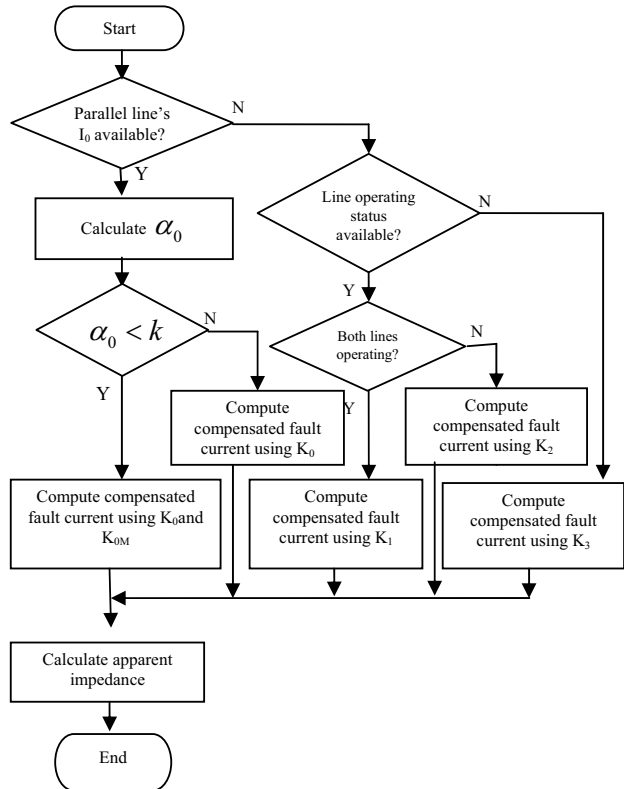 Start
Parallel line's
I₀ available?
N
Y
Calculate α₀
Line operating
status
available?
N
Y
α₀ < k
N
Y
Both lines
operating?
N
Y
Compute
compensated fault
current using K₀
Compute
compensated fault
current using K₂
Compute compensated
fault current using K₀and
K₀M
Compute
compensated fault
current using K₁
Compute
compensated fault
current using K₃
Calculate apparent
impedance
End